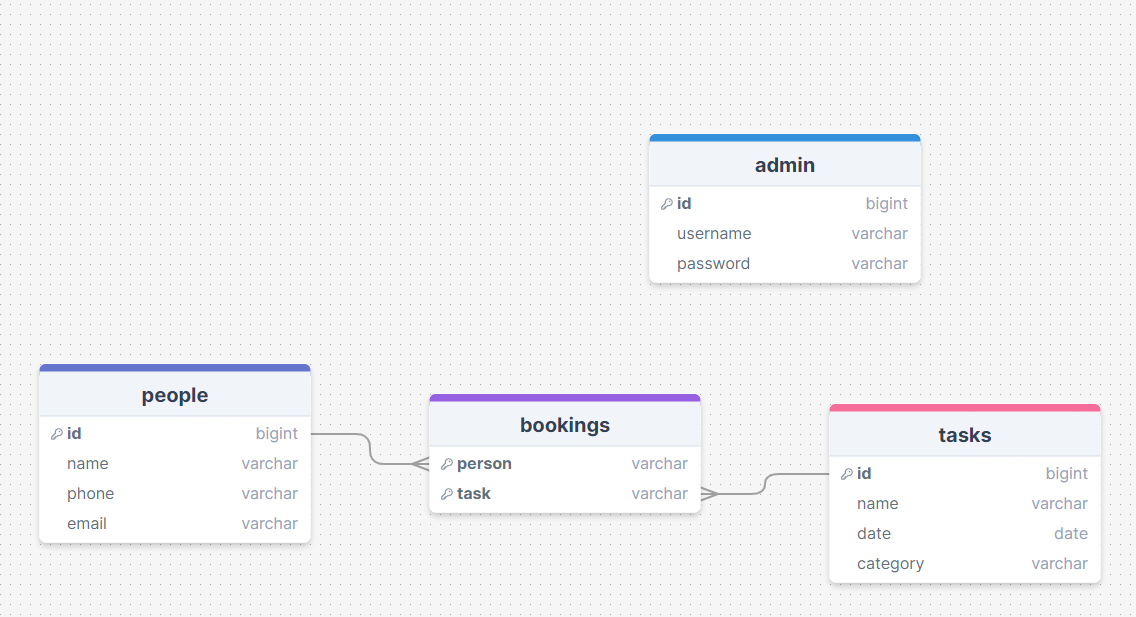 admin
id bigint
username varchar
password varchar
people
id bigint
name varchar
phone varchar
email varchar
bookings
person varchar
task varchar
tasks
id bigint
name varchar
date date
category varchar